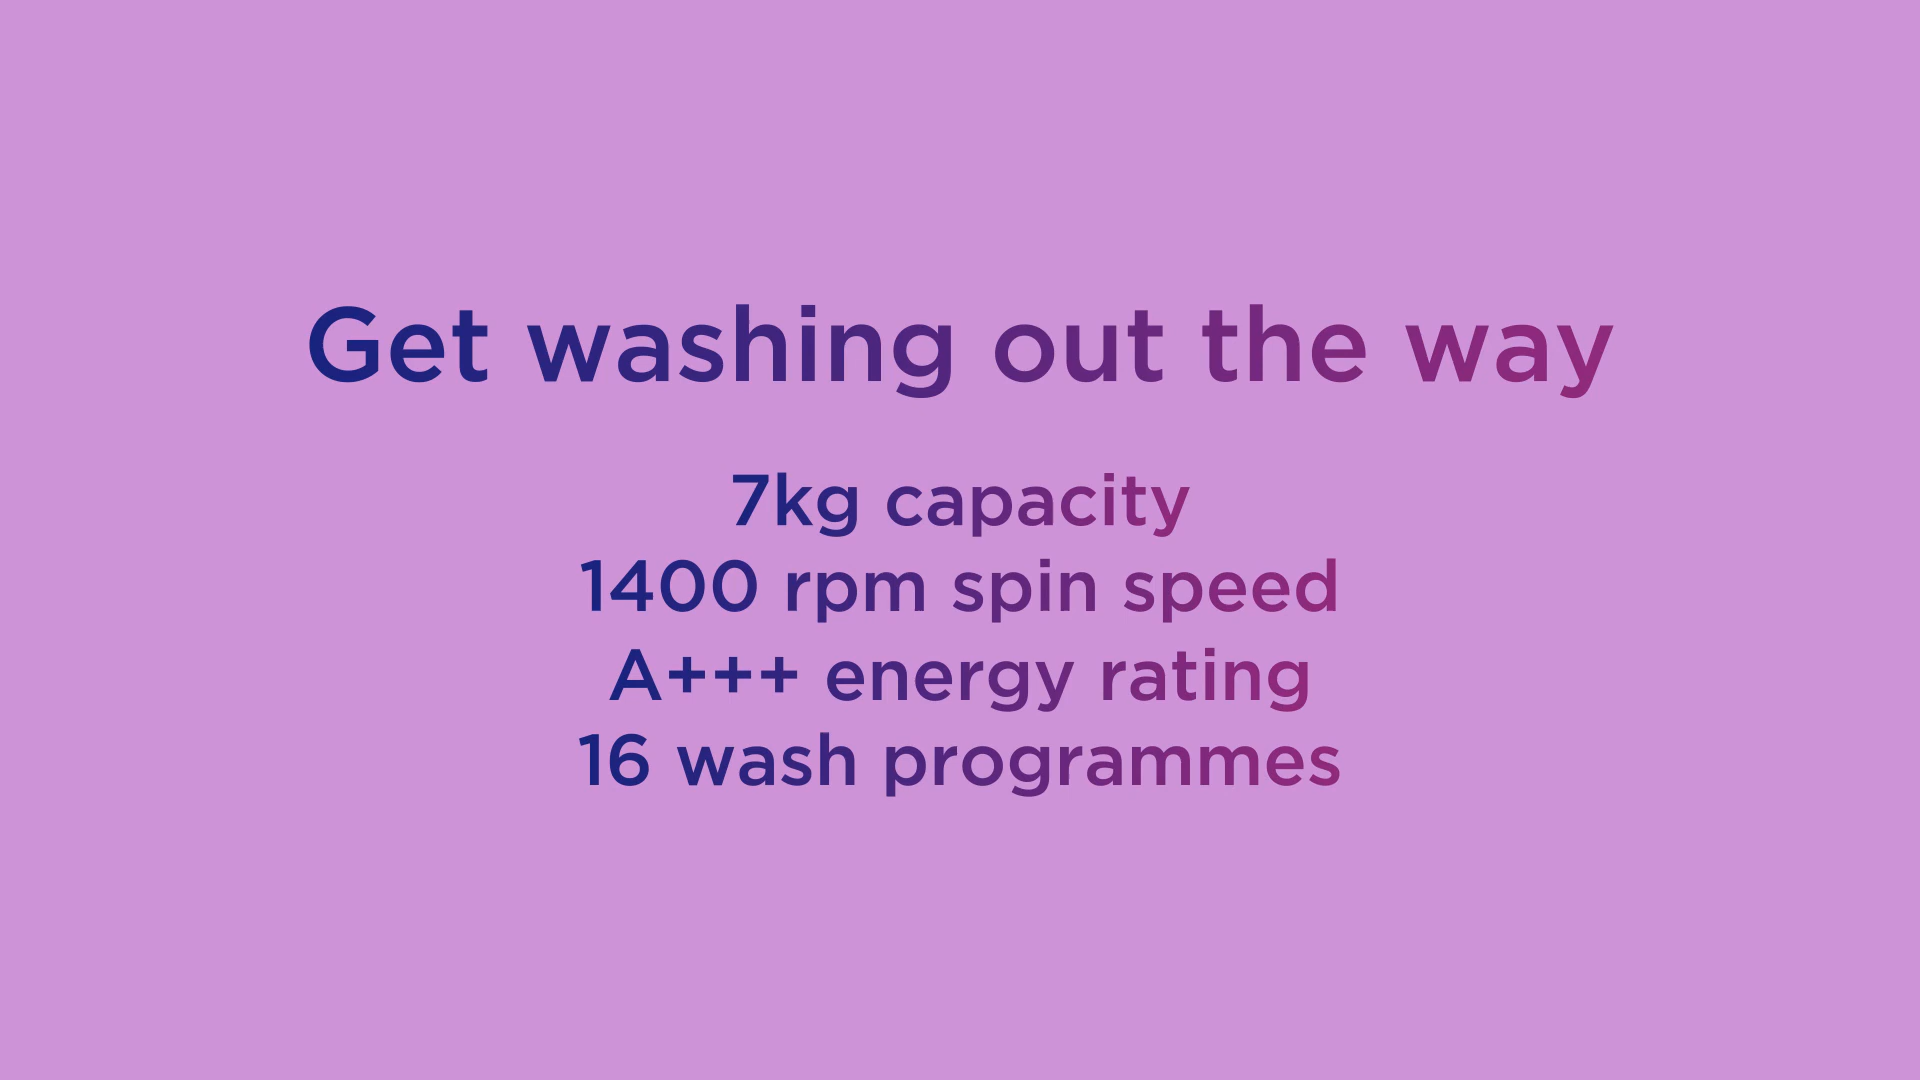 Get washing out the way
7kg capacity
1400 rpm spin speed
A+++ energy rating
16 wash programmes